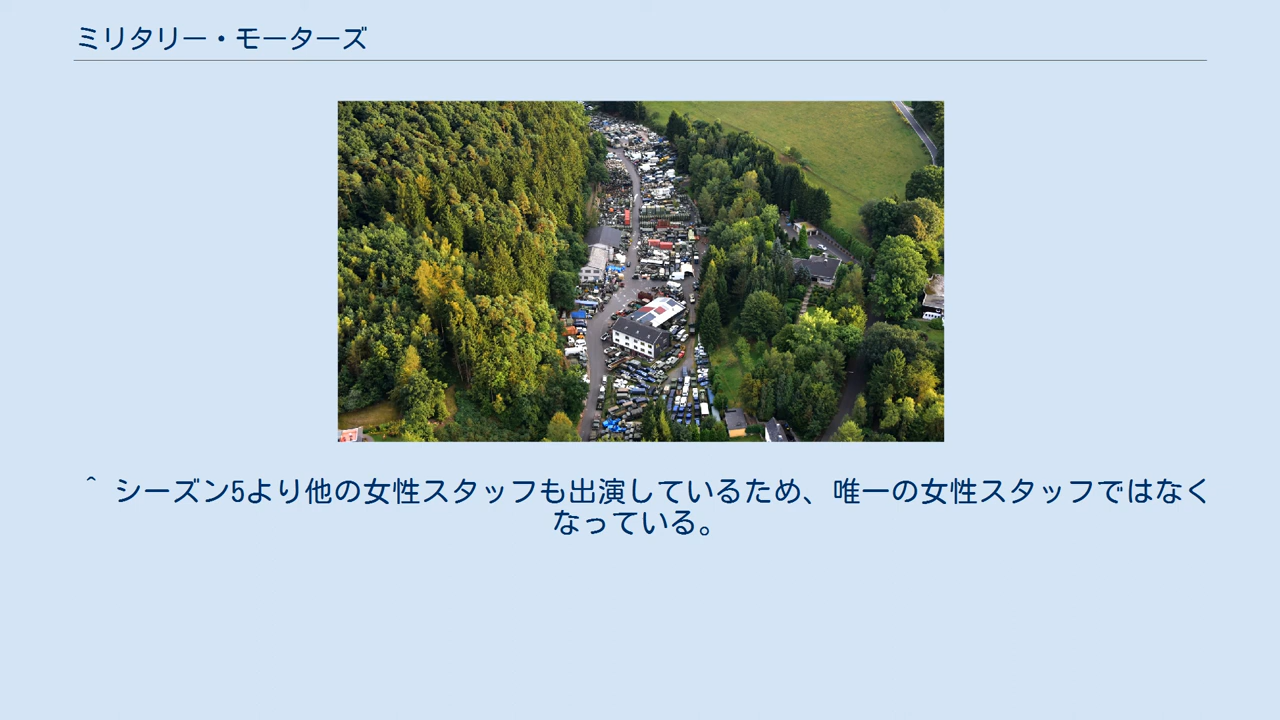 ミリタリー・モーターズ
^ シーズン5より他の女性スタッフも出演しているため、唯一の女性スタッフではなく
なっている。